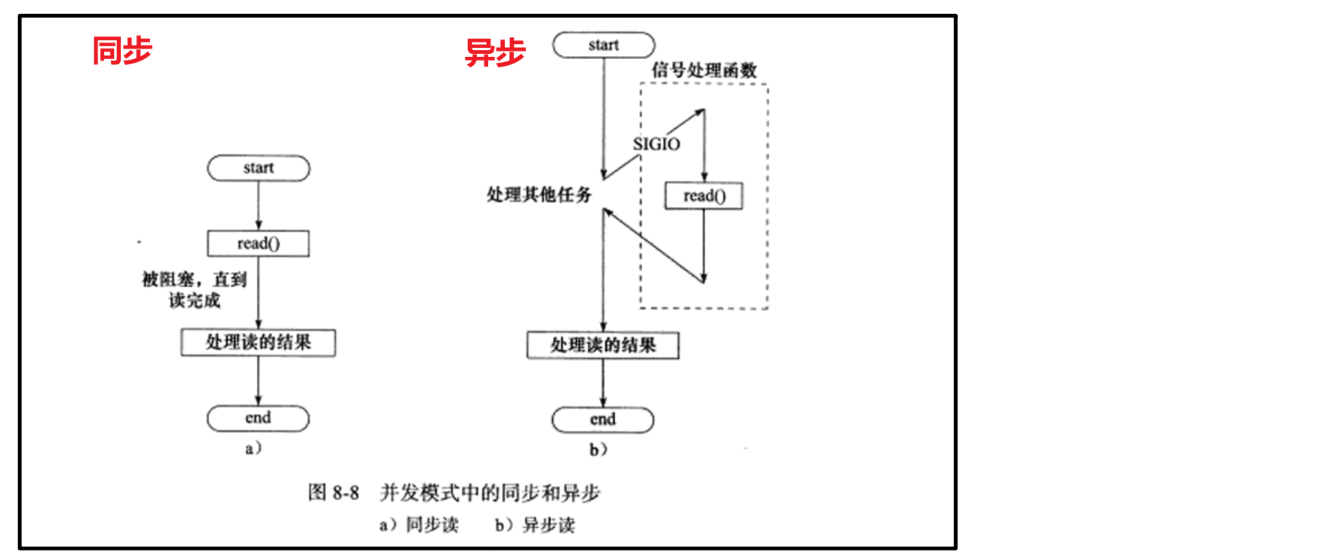 同步
start
read()
被阻塞，直到
读完成
处理读的结果
end
a）
异步
start
信号处理函数
SIGIO
处理其他任务
read()
处理读的结果
end
b）
图 8-8 并发模式中的同步和异步
a）同步读 b）异步读